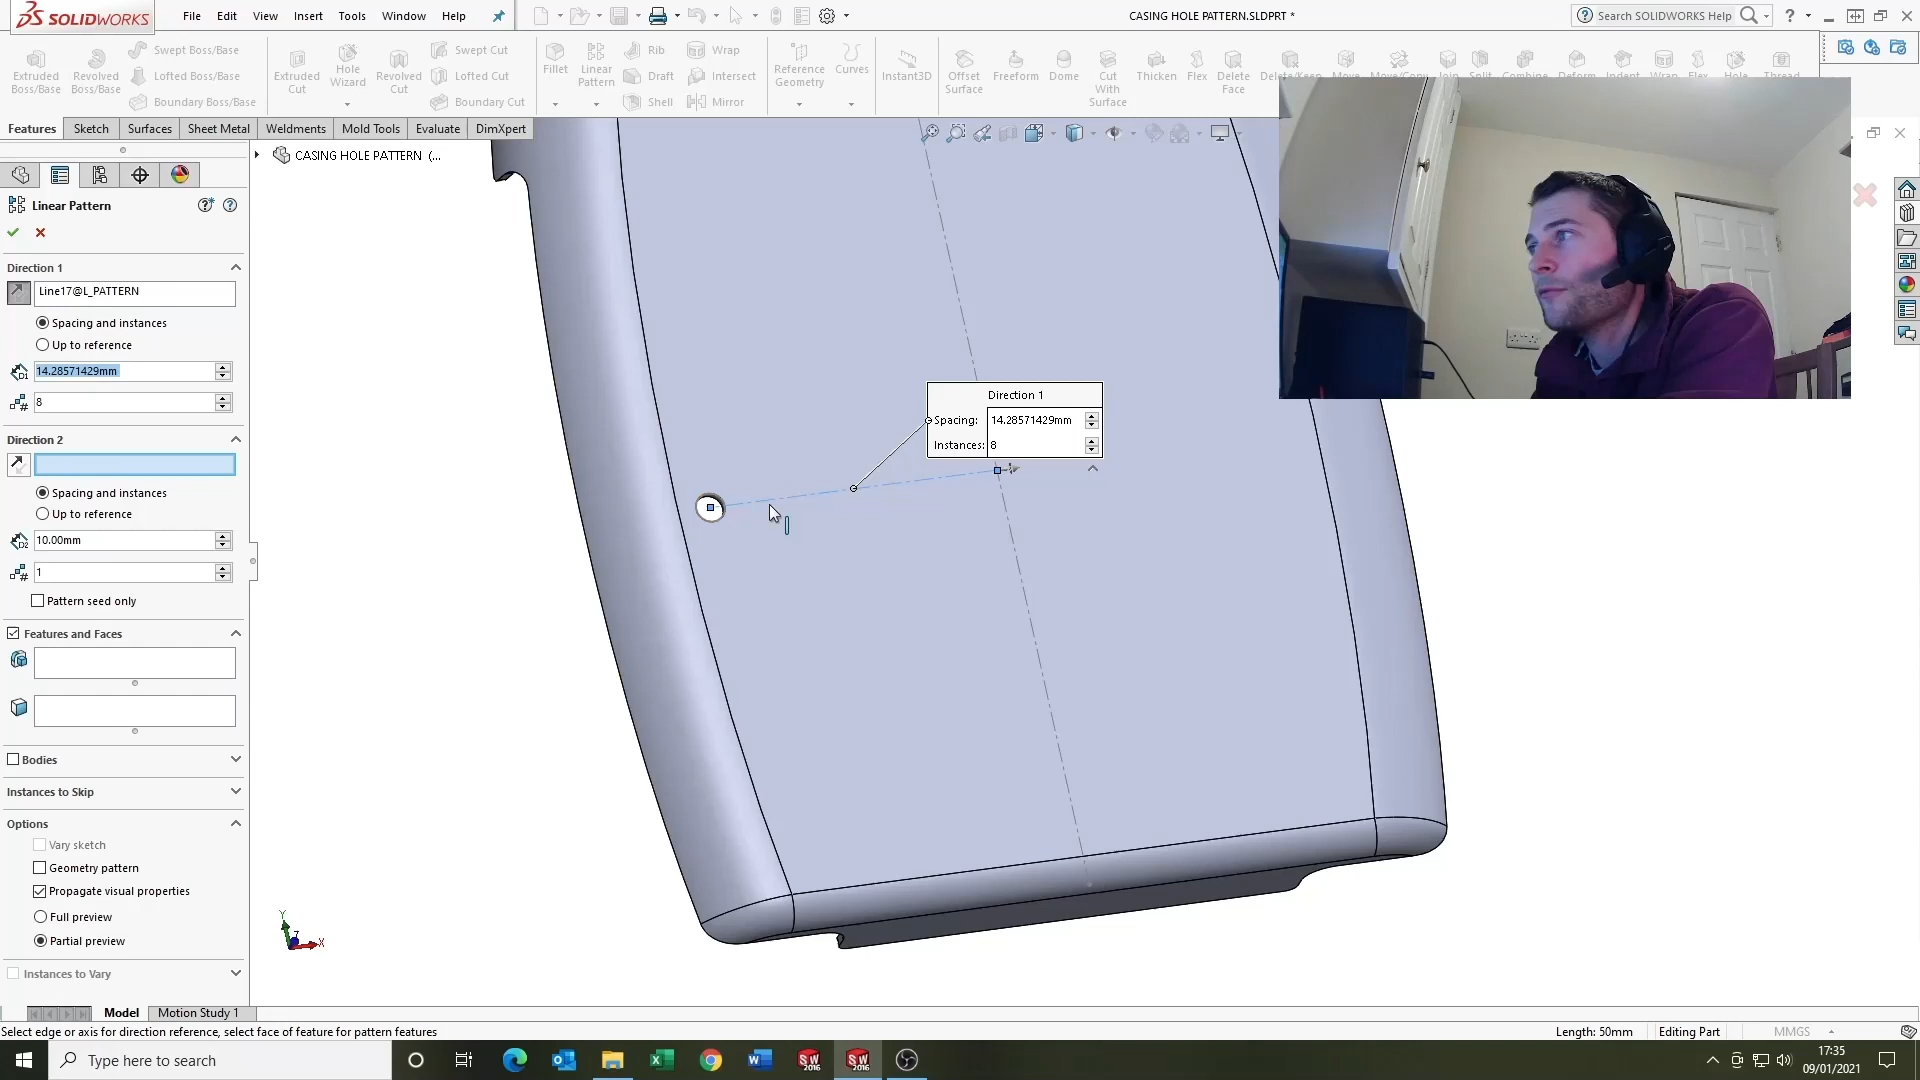 SOLIDWORKS
File Edit View Insert Tools Window Help
CASING HOLE PATTERN.SLDPRT *
Search SOLIDWORKS Help
Extruded Boss/Base
Revolved Boss/Base
Swept Boss/Base
Lofted Boss/Base
Boundary Boss/Base
Extruded Cut
Hole Wizard
Revolved Cut
Swept Cut
Lofted Cut
Boundary Cut
Fillet
Linear Pattern
Rib
Draft
Shell
Wrap
Intersect
Mirror
Reference Geometry
Curves
Instant3D
Offset Surface
Freeform
Dome
Cut With Surface
Thicken
Flex
Delete Face
Features Sketch Surfaces Sheet Metal Weldments Mold Tools Evaluate DimXpert
CASING HOLE PATTERN (...
Linear Pattern
Direction 1
Line17@L_PATTERN
Spacing and instances
Up to reference
D1
14.28571429mm
8
Direction 2
Spacing and instances
Up to reference
D2
10.00mm
1
Pattern seed only
Features and Faces
Bodies
Instances to Skip
Options
Vary sketch
Geometry pattern
Propagate visual properties
Full preview
Partial preview
Instances to Vary
Direction 1
Spacing: 14.28571429mm
Instances: 8
Y
Z
X
Model Motion Study 1
Select edge or axis for direction reference, select face of feature for pattern features
Length: 50mm
Editing Part
MMGS
Type here to search
SW 2016
SW 2016
17:35
09/01/2021